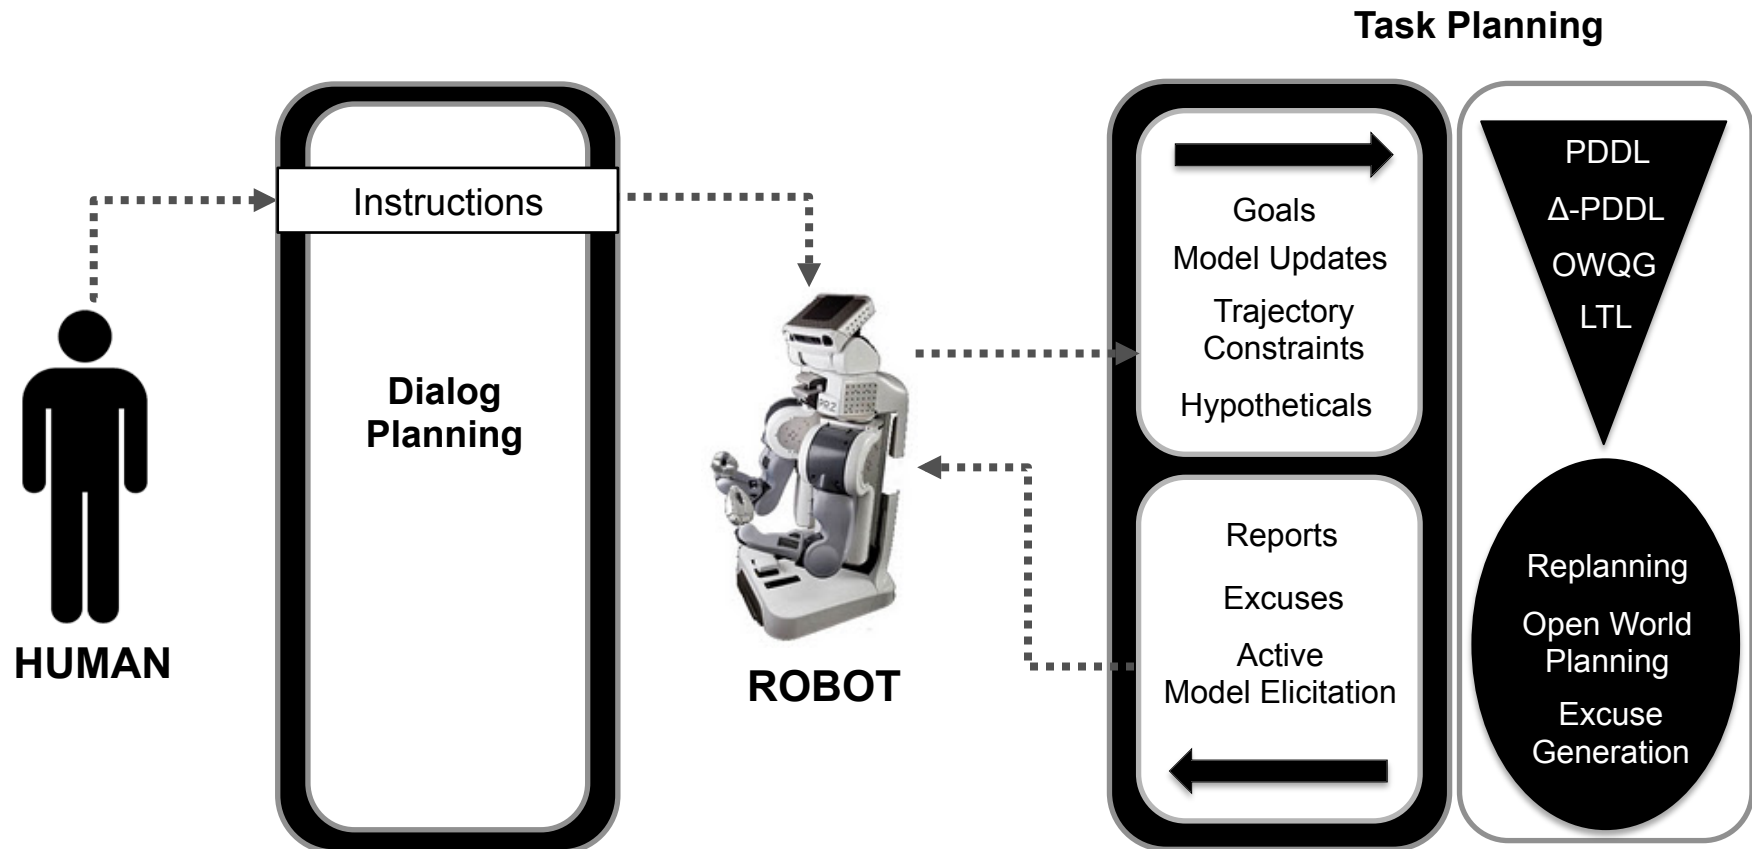 Task Planning
Instructions
Dialog
Planning
HUMAN
PR2
ROBOT
Goals
Model Updates
Trajectory
Constraints
Hypotheticals
Reports
Excuses
Active
Model Elicitation
PDDL
Δ-PDDL
OWQG
LTL
Replanning
Open World
Planning
Excuse
Generation